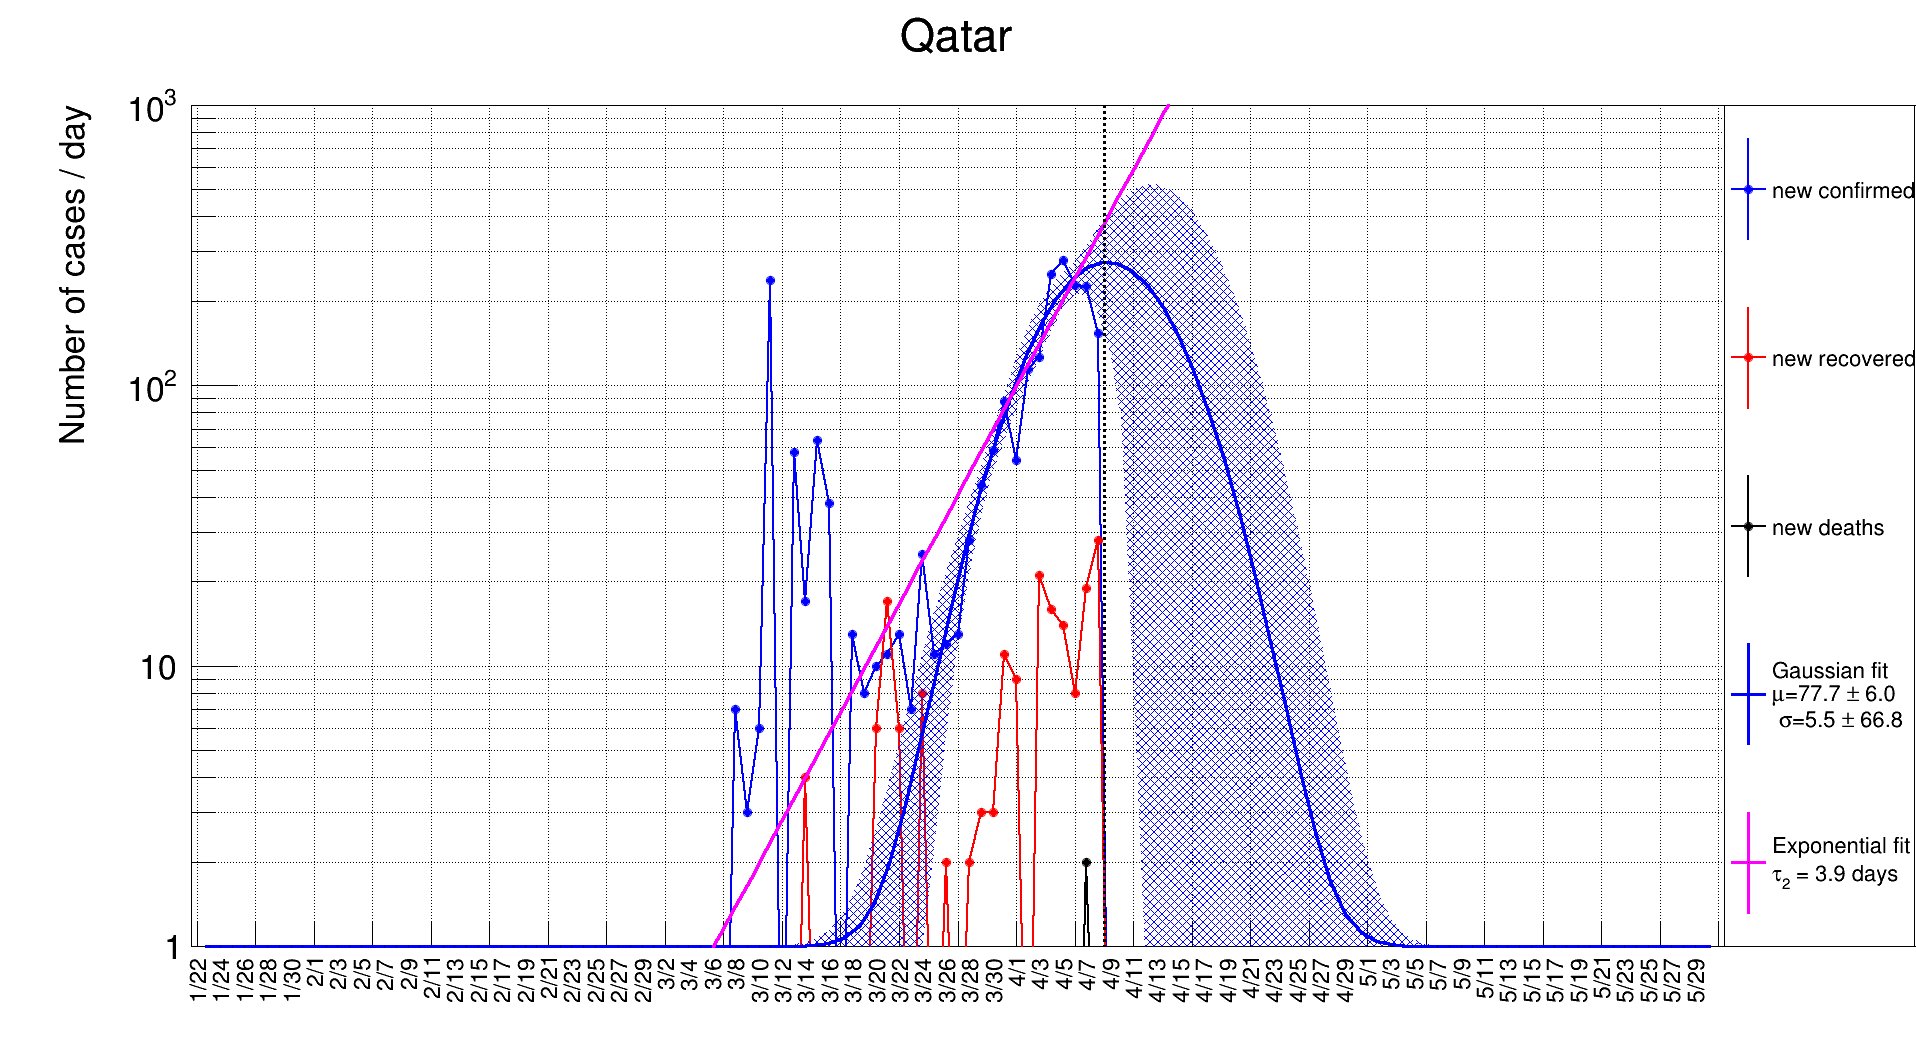 Qatar
Number of cases / day
10³
10²
10
1
1/22 1/24 1/26 1/28 1/30 2/1 2/3 2/5 2/7 2/9 2/11 2/13 2/15 2/17 2/19 2/21 2/23 2/25 2/27 2/29 3/2 3/4 3/6 3/8 3/10 3/12 3/14 3/16 3/18 3/20 3/22 3/24 3/26 3/28 3/30 4/1 4/3 4/5 4/7 4/9 4/11 4/13 4/15 4/17 4/19 4/21 4/23 4/25 4/27 4/29 5/1 5/3 5/5 5/7 5/9 5/11 5/13 5/15 5/17 5/19 5/21 5/23 5/25 5/27 5/29
new confirmed
new recovered
new deaths
Gaussian fit
μ=77.7 ± 6.0
σ=5.5 ± 66.8
Exponential fit
τ₂ = 3.9 days